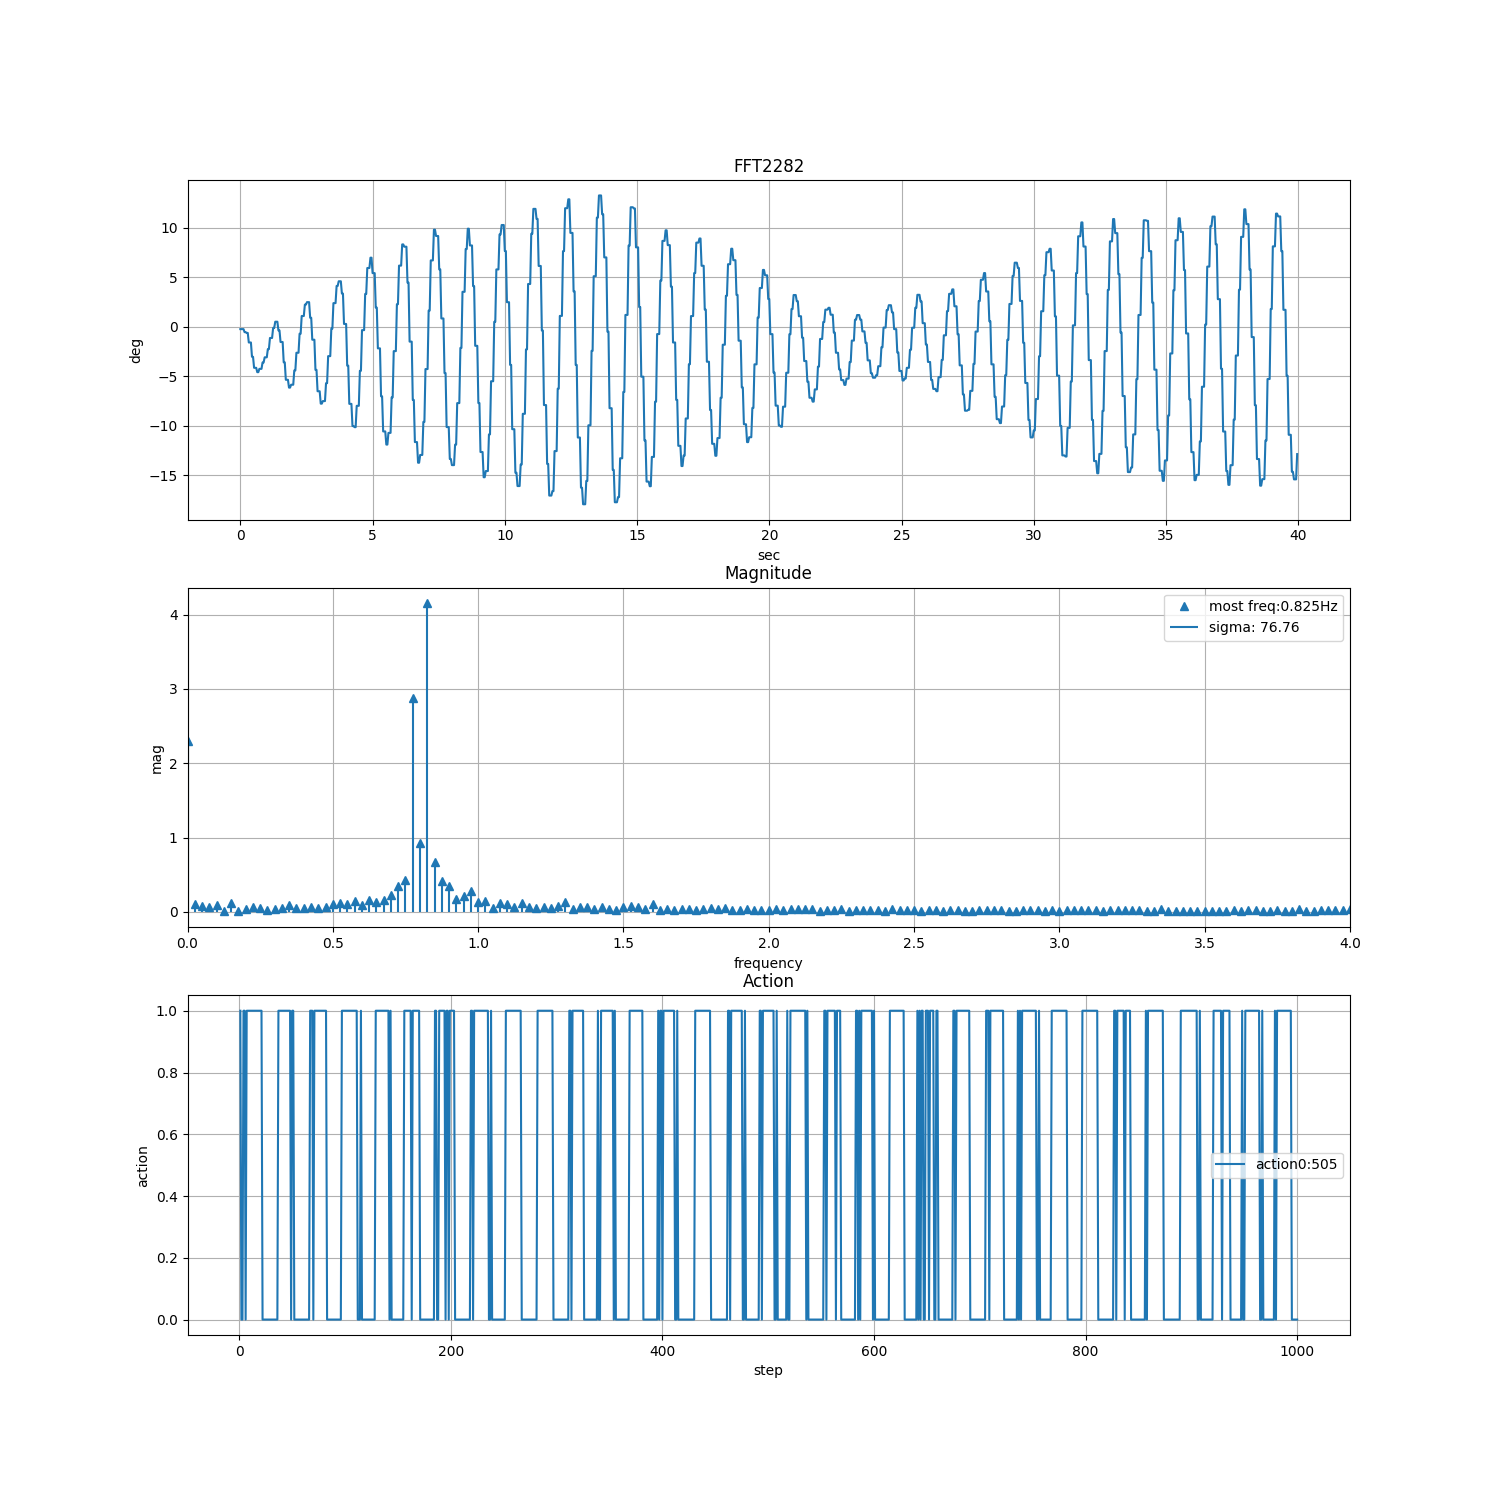 FFT2282
10
5
0
−5
−10
−15
deg
0 5 10 15 20 25 30 35 40
sec
Magnitude
4
3
2
1
0
mag
most freq:0.825Hz
sigma: 76.76
0.0 0.5 1.0 1.5 2.0 2.5 3.0 3.5 4.0
frequency
Action
1.0
0.8
0.6
0.4
0.2
0.0
action
action0:505
0 200 400 600 800 1000
step